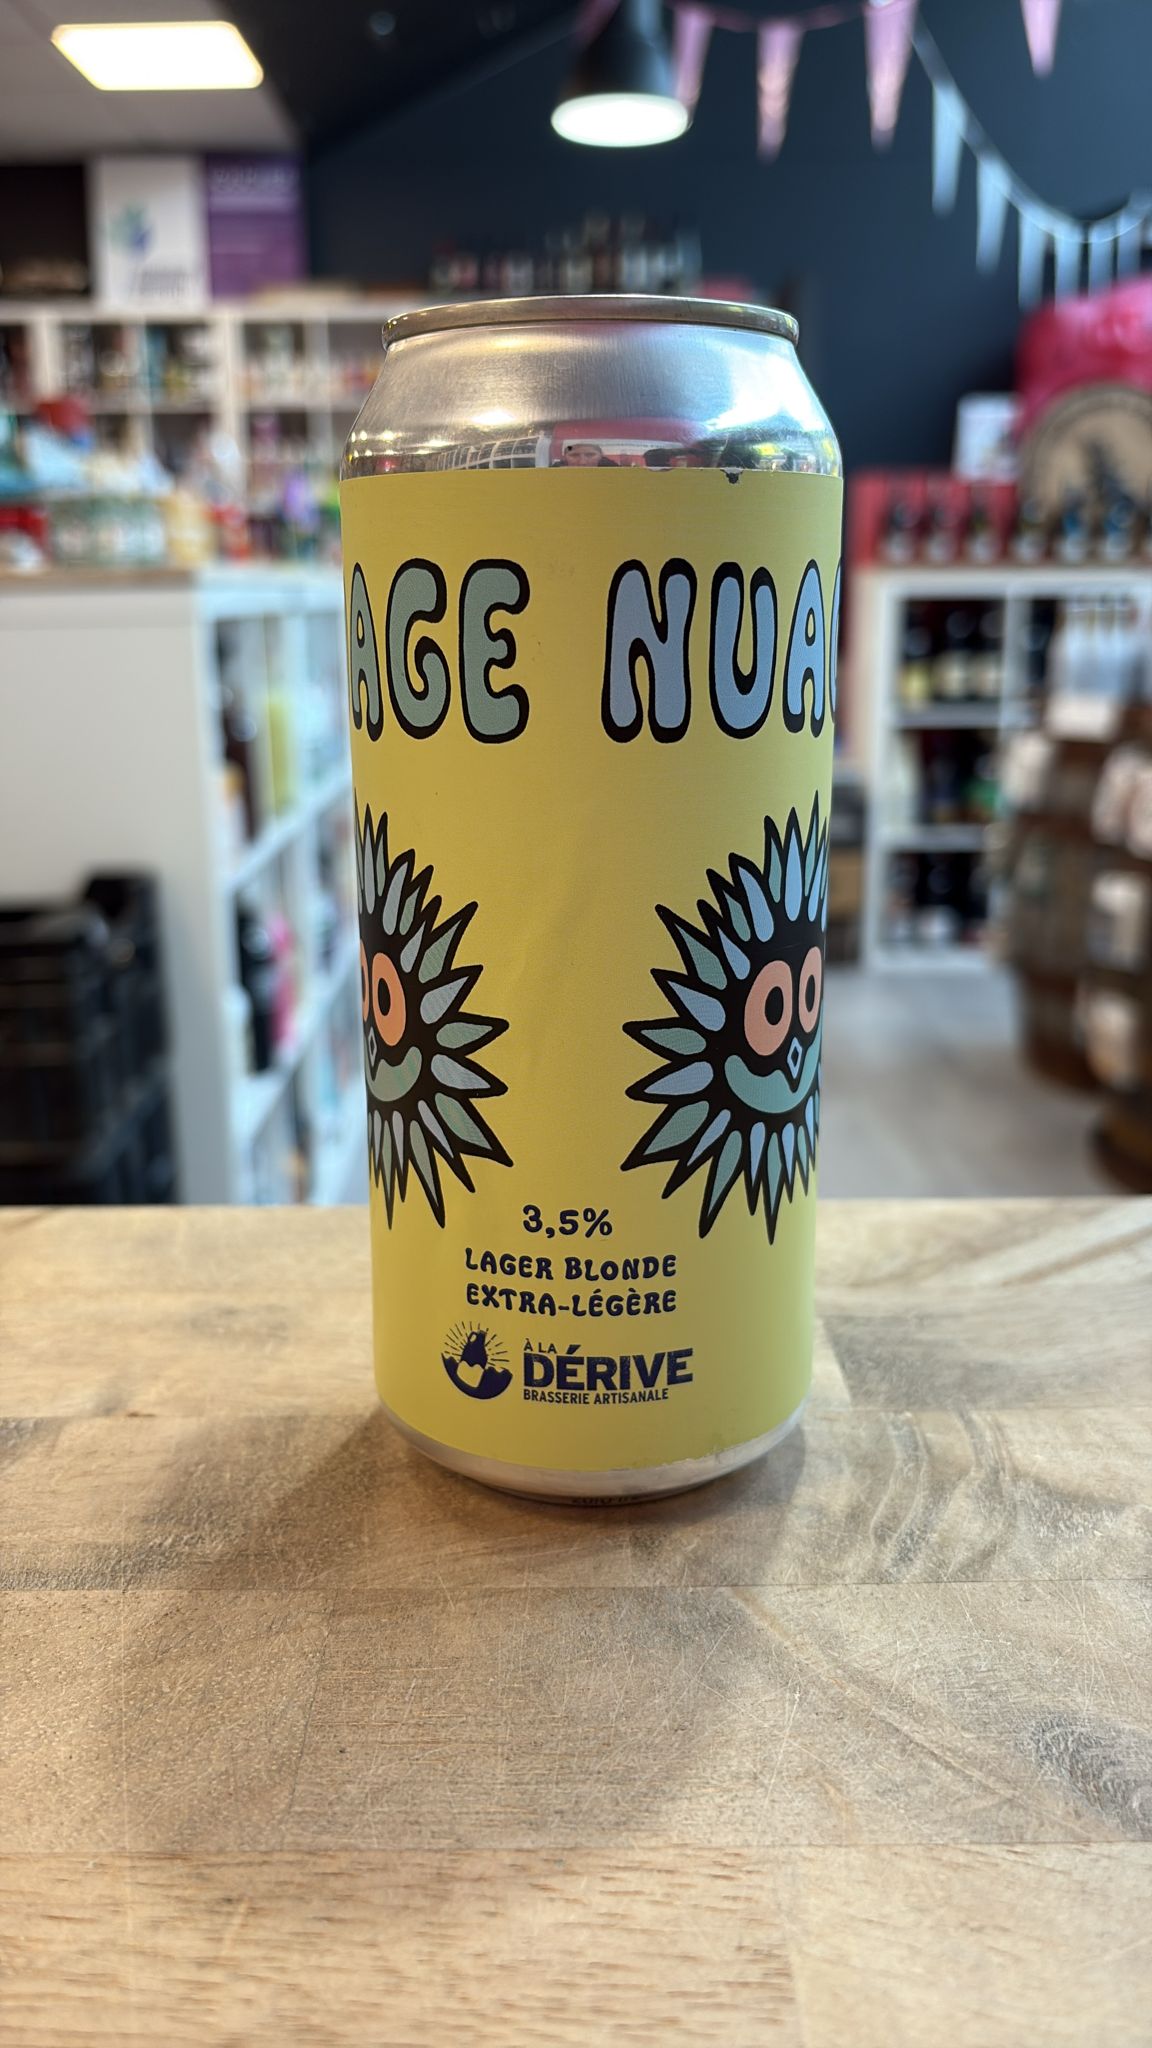 AGE NUAG
3,5%
LAGER BLONDE
EXTRA-LÉGÈRE
À LA
DÉRIVE
BRASSERIE ARTISANALE